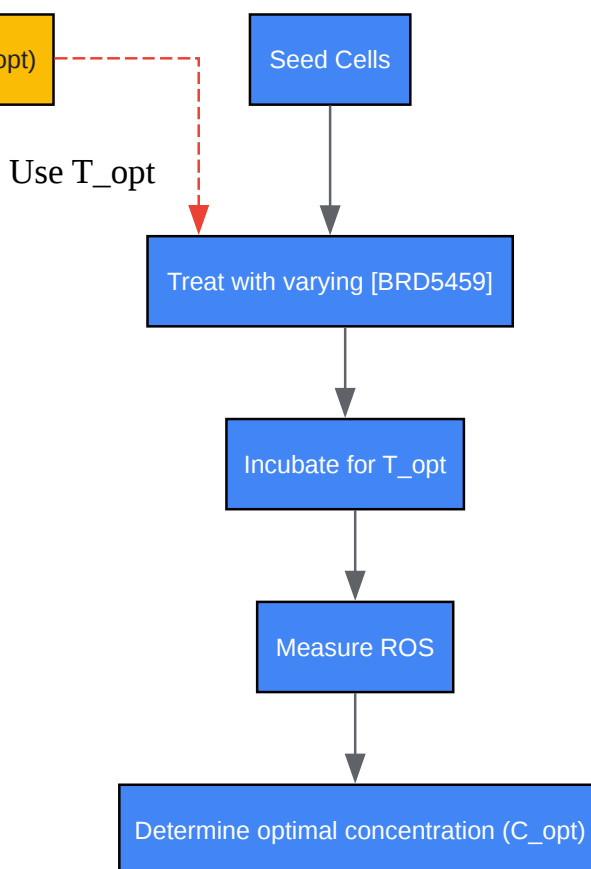 opt)
Seed Cells
Use T_opt
Treat with varying [BRD5459]
Incubate for T_opt
Measure ROS
Determine optimal concentration (C_opt)